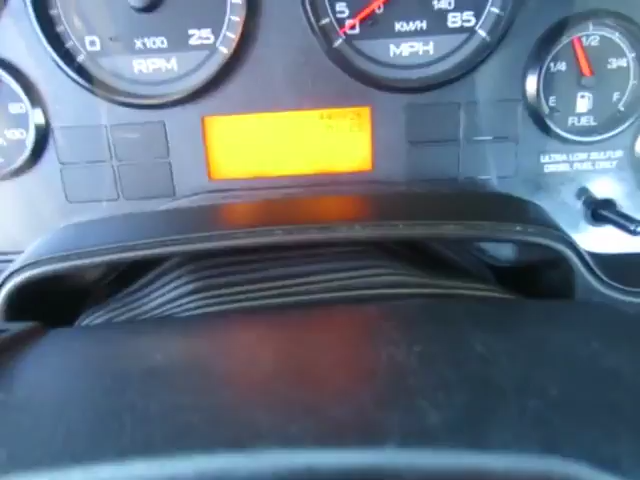 0
X100
25
RPM
5
140
KM/H
85
MPH
80
100
1/4
1/2
3/4
E
F
FUEL
ULTRA LOW SULFUR
DIESEL FUEL ONLY